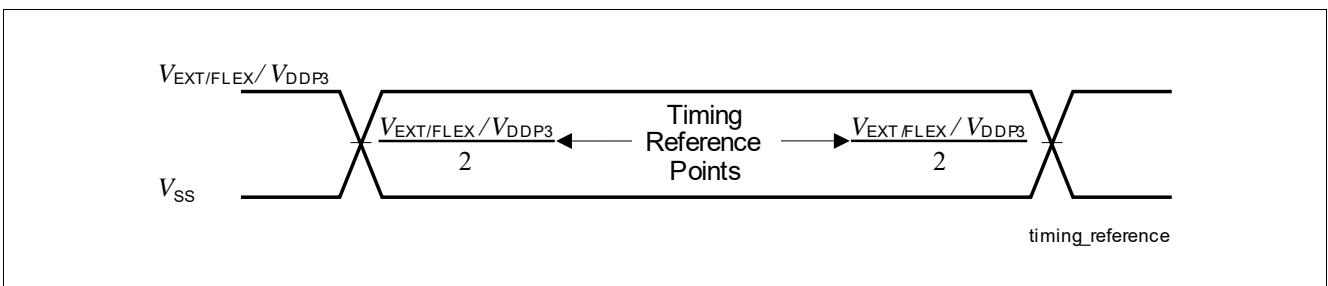 VEXT/FLEX/VDDP3
VEXT/FLEX/VDDP3
2
Timing
Reference
Points
VEXT/FLEX/VDDP3
2
VSS
timing_reference